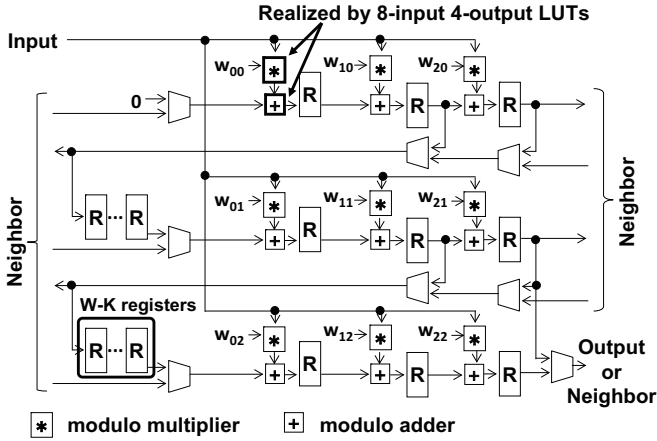 Realized by 8-input 4-output LUTs
Input
w00 * w10 * w20 *
0 + R + R + R
Neighbor
Neighbor
w01 * w11 * w21 *
R ... R + R + R + R
W-K registers
w02 * w12 * w22 *
R ... R + R + R + R
Output
or
Neighbor
* modulo multiplier + modulo adder